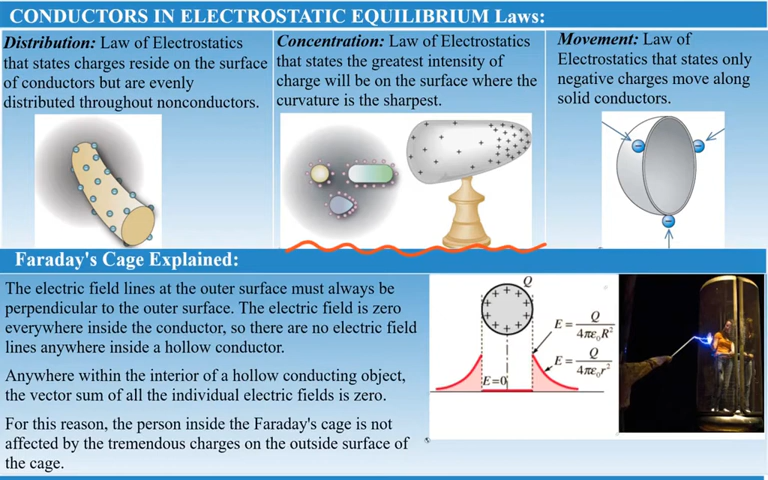 CONDUCTORS IN ELECTROSTATIC EQUILIBRIUM Laws:
Distribution: Law of Electrostatics
that states charges reside on the surface
of conductors but are evenly
distributed throughout nonconductors.
Concentration: Law of Electrostatics
that states the greatest intensity of
charge will be on the surface where the
curvature is the sharpest.
Movement: Law of
Electrostatics that states only
negative charges move along
solid conductors.
Faraday's Cage Explained:
The electric field lines at the outer surface must always be
perpendicular to the outer surface. The electric field is zero
everywhere inside the conductor, so there are no electric field
lines anywhere inside a hollow conductor.
Anywhere within the interior of a hollow conducting object,
the vector sum of all the individual electric fields is zero.
For this reason, the person inside the Faraday's cage is not
affected by the tremendous charges on the outside surface of
the cage.
Q
E = Q / 4πε₀R²
E = Q / 4πε₀r²
E=0